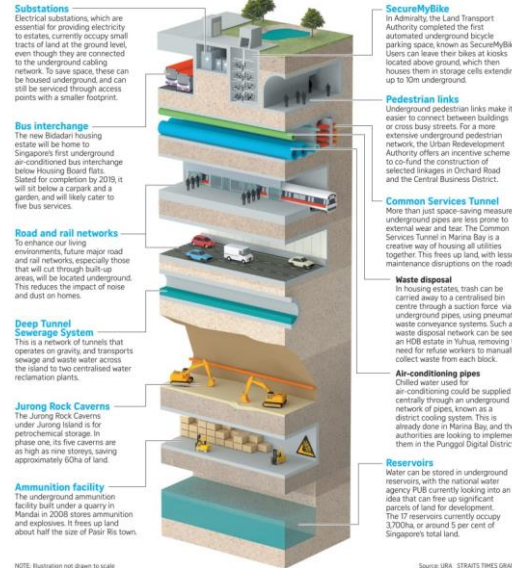 Substations
Electrical substations, which are
essential for providing electricity
to estates, currently occupy small
tracts of land at the ground level,
even though they are connected
to the underground cabling
network. To save space, these can
be housed underground, and can
still be serviced through access
points with a smaller footprint.
Bus interchange
The new Bidadari housing
estate will be home to
Singapore's first underground
air-conditioned bus interchange
below Housing Board flats.
Slated for completion by 2019, it
will sit below a carpark and a
garden, and will likely cater to
five bus services.
Road and rail networks
To enhance our living
environments, future major road
and rail networks, especially those
that will cut through built-up
areas, will be located underground.
This reduces the impact of noise
and dust on homes.
Deep Tunnel
Sewerage System
This is a network of tunnels that
operates on gravity, and transports
sewage and waste water across
the island to two centralised water
reclamation plants.
Jurong Rock Caverns
The Jurong Rock Caverns
under Jurong Island is for
petrochemical storage. In
phase one, its five caverns are
as high as nine storeys, saving
approximately 60ha of land.
Ammunition facility
The underground ammunition
facility built under a quarry in
Mandai in 2008 stores ammunition
and explosives. It frees up land
about half the size of Pasir Ris town.
NOTE: Illustration not drawn to scale
SecureMyBike
In Admiralty, the Land Transport
Authority completed the first
automated underground bicycle
parking space, known as SecureMyBik
Users can leave their bikes at kiosks
located above ground, which then
houses them in storage cells extending
up to 10m underground.
Pedestrian links
Underground pedestrian links make it
easier to connect between buildings
or cross busy streets. For a more
extensive underground pedestrian
network, the Urban Redevelopment
Authority offers an incentive scheme
to co-fund the construction of
selected linkages in Orchard Road
and the Central Business District.
Common Services Tunnel
More than just space-saving measure
underground pipes are less prone to
external wear and tear. The Common
Services Tunnel in Marina Bay is a
creative way of housing all utilities
together. This frees up land, with lesse
maintenance disruptions on the roads
Waste disposal
In housing estates, trash can be
carried away to a centralised bin
centre through a suction force via
underground pipes, using pneumat
waste conveyance systems. Such a
waste disposal network can be see
an HDB estate in Yuhua, removing
need for refuse workers to manuall
collect waste from each block.
Air-conditioning pipes
Chilled water used for
air-conditioning could be supplied
centrally through an underground
network of pipes, known as a
district cooling system. This is
already done in Marina Bay, and th
authorities are looking to implemen
them in the Punggol Digital Distric
Reservoirs
Water can be stored in underground
reservoirs, with the national water
agency PUB currently looking into an
idea that can free up significant
parcels of land for development.
The 17 reservoirs currently occupy
3,700ha, or around 5 per cent of
Singapore's total land.
Source: URA STRAITS TIMES GRAP